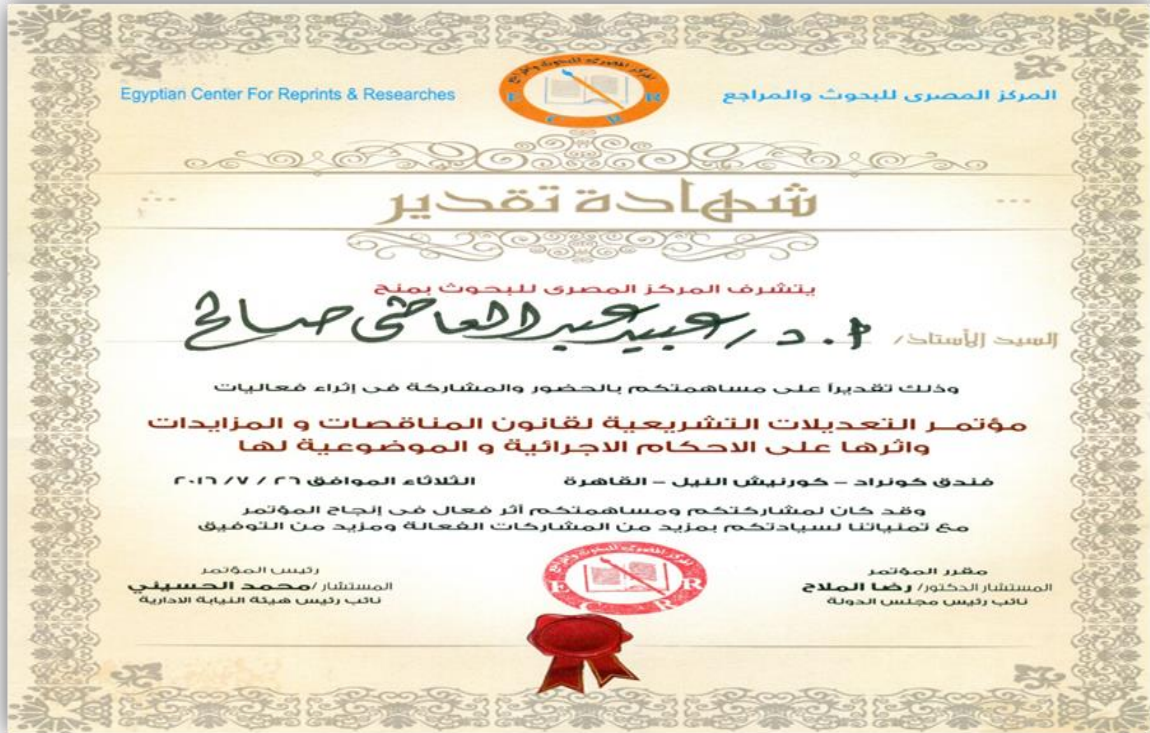 المركز المصرى للبحوث والمراجع
Egyptian Center For Reprints & Researches
E C R R
شهادة تقدير
يتشرف المركز المصرى للبحوث بمنح
السيد الأستاذ/ أ.د/ عبيد عبد العاطى صالح
وذلك تقديراً على مساهمتكم بالحضور والمشاركة فى إثراء فعاليات
مؤتمـر التعديلات التشريعية لقانون المناقصات و المزايدات
واثرها على الاحكام الاجرائية و الموضوعية لها
فندق كونراد – كورنيش النيل – القاهرة الثلاثاء الموافق ٢٦ / ٧/ ٢٠١٦
وقد كان لمشاركتكم ومساهمتكم أثر فعال فى إنجاح المؤتمر
مع تمنياتنا لسيادتكم بمزيد من المشاركات الفعالة ومزيد من التوفيق
مقرر المؤتمر
المستشار الدكتور/ رضا الملاح
نائب رئيس مجلس الدولة
رئيس المؤتمر
المستشار/محمد الحسيني
نائب رئيس هيئة النيابة الادارية
E C R R